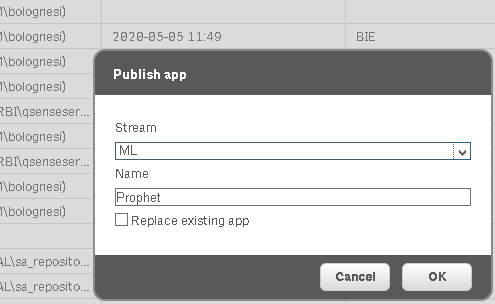 \bolognesi)
2020-05-05 11:49 BIE
\bolognesi)
\bolognesi)
RBI\qsenseser...
\bolognesi)
RBI\qsenseser...
\bolognesi)
\bolognesi)
AL\sa_reposito...
AL\sa_reposito...
Publish app
Stream
ML
Name
Prophet
Replace existing app
Cancel OK